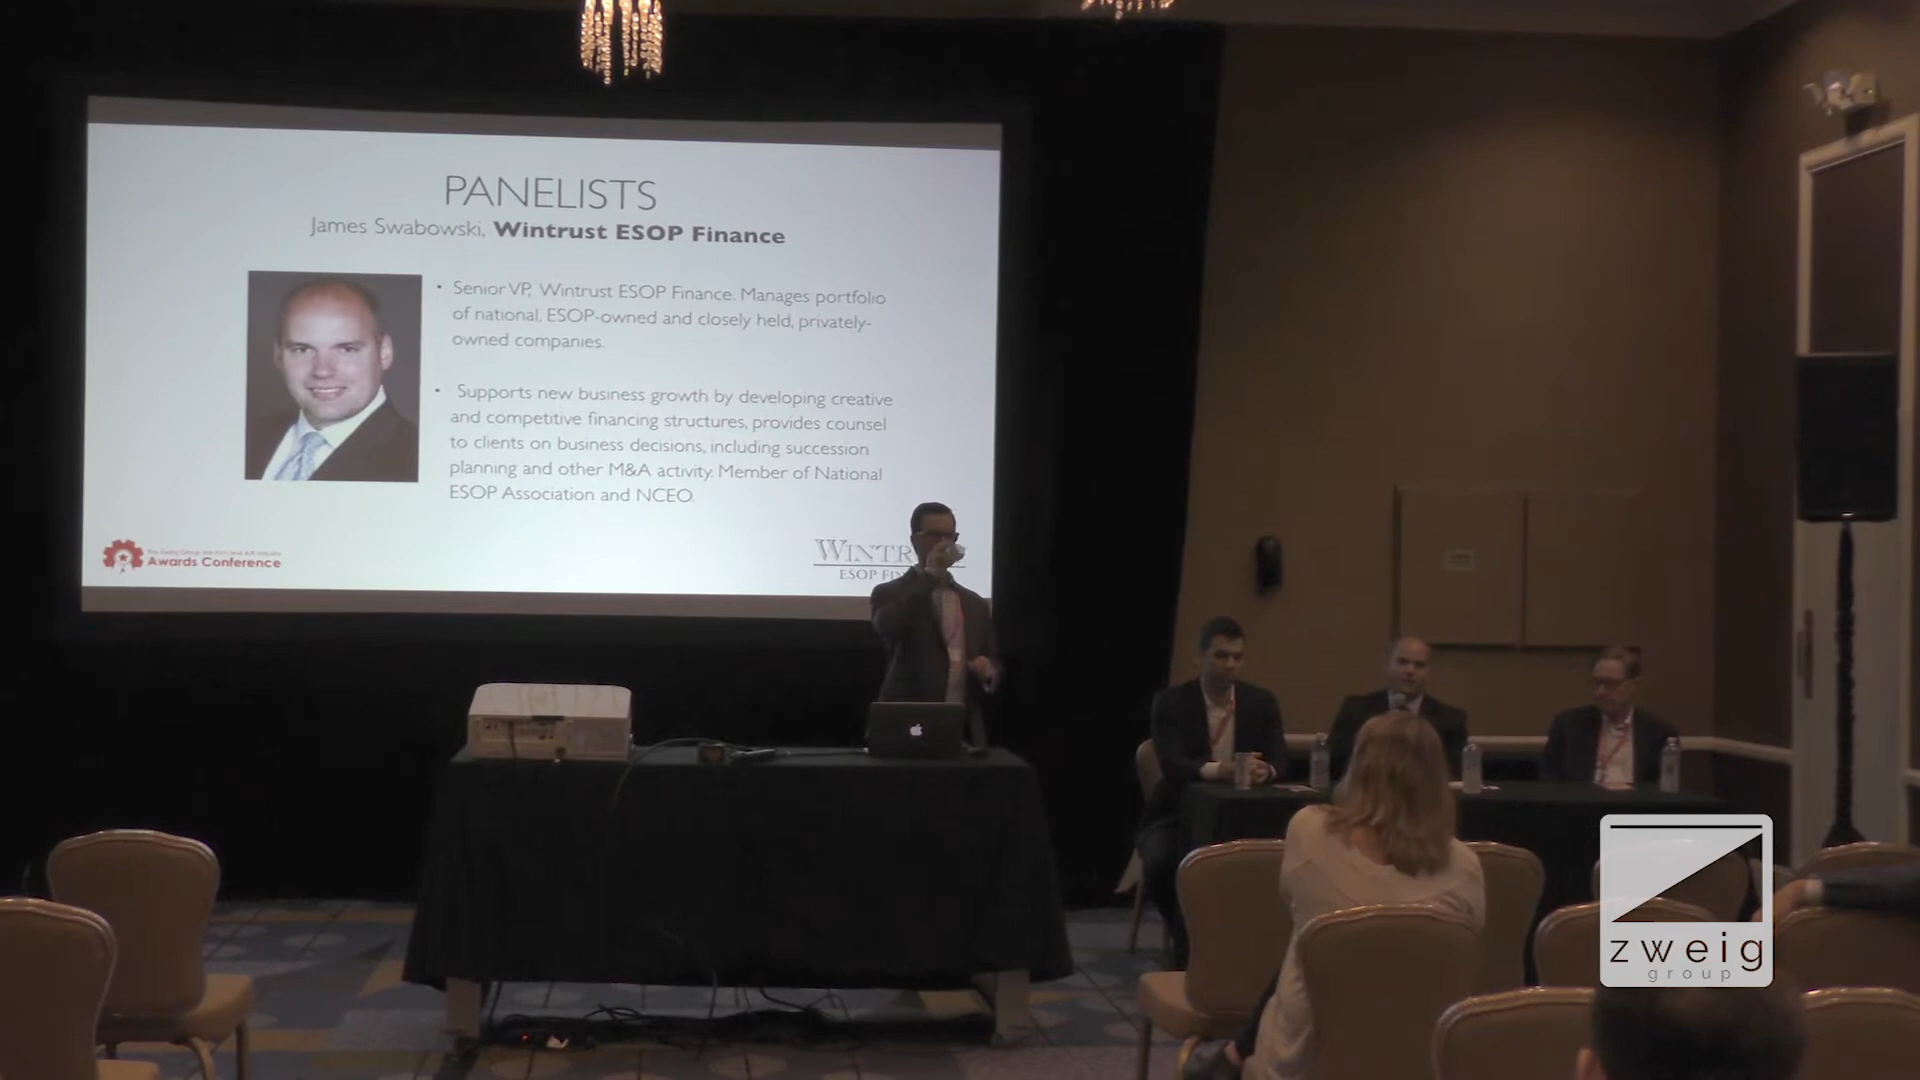 PANELISTS
James Swabowski, Wintrust ESOP Finance
• Senior VP, Wintrust ESOP Finance. Manages portfolio
of national, ESOP-owned and closely held, privately-
owned companies.
• Supports new business growth by developing creative
and competitive financing structures, provides counsel
to clients on business decisions, including succession
planning and other M&A activity. Member of National
ESOP Association and NCEO.
Awards Conference
WINTR
ESOP FIN
zweig
group